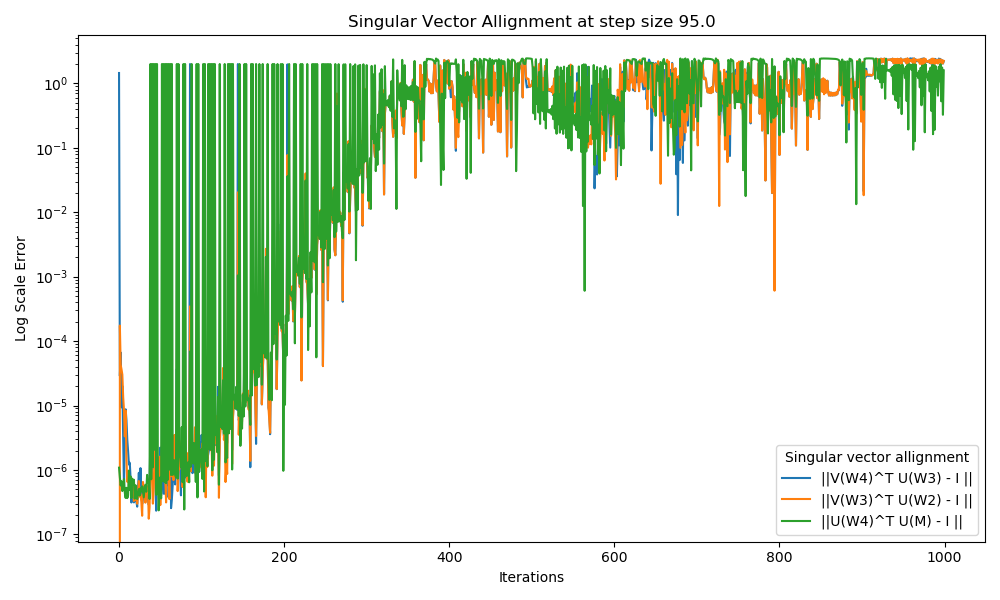 Singular Vector Allignment at step size 95.0
Log Scale Error
10^0
10^-1
10^-2
10^-3
10^-4
10^-5
10^-6
10^-7
0 200 400 600 800 1000
Iterations
Singular vector allignment
||V(W4)^T U(W3) - I ||
||V(W3)^T U(W2) - I ||
||U(W4)^T U(M) - I ||